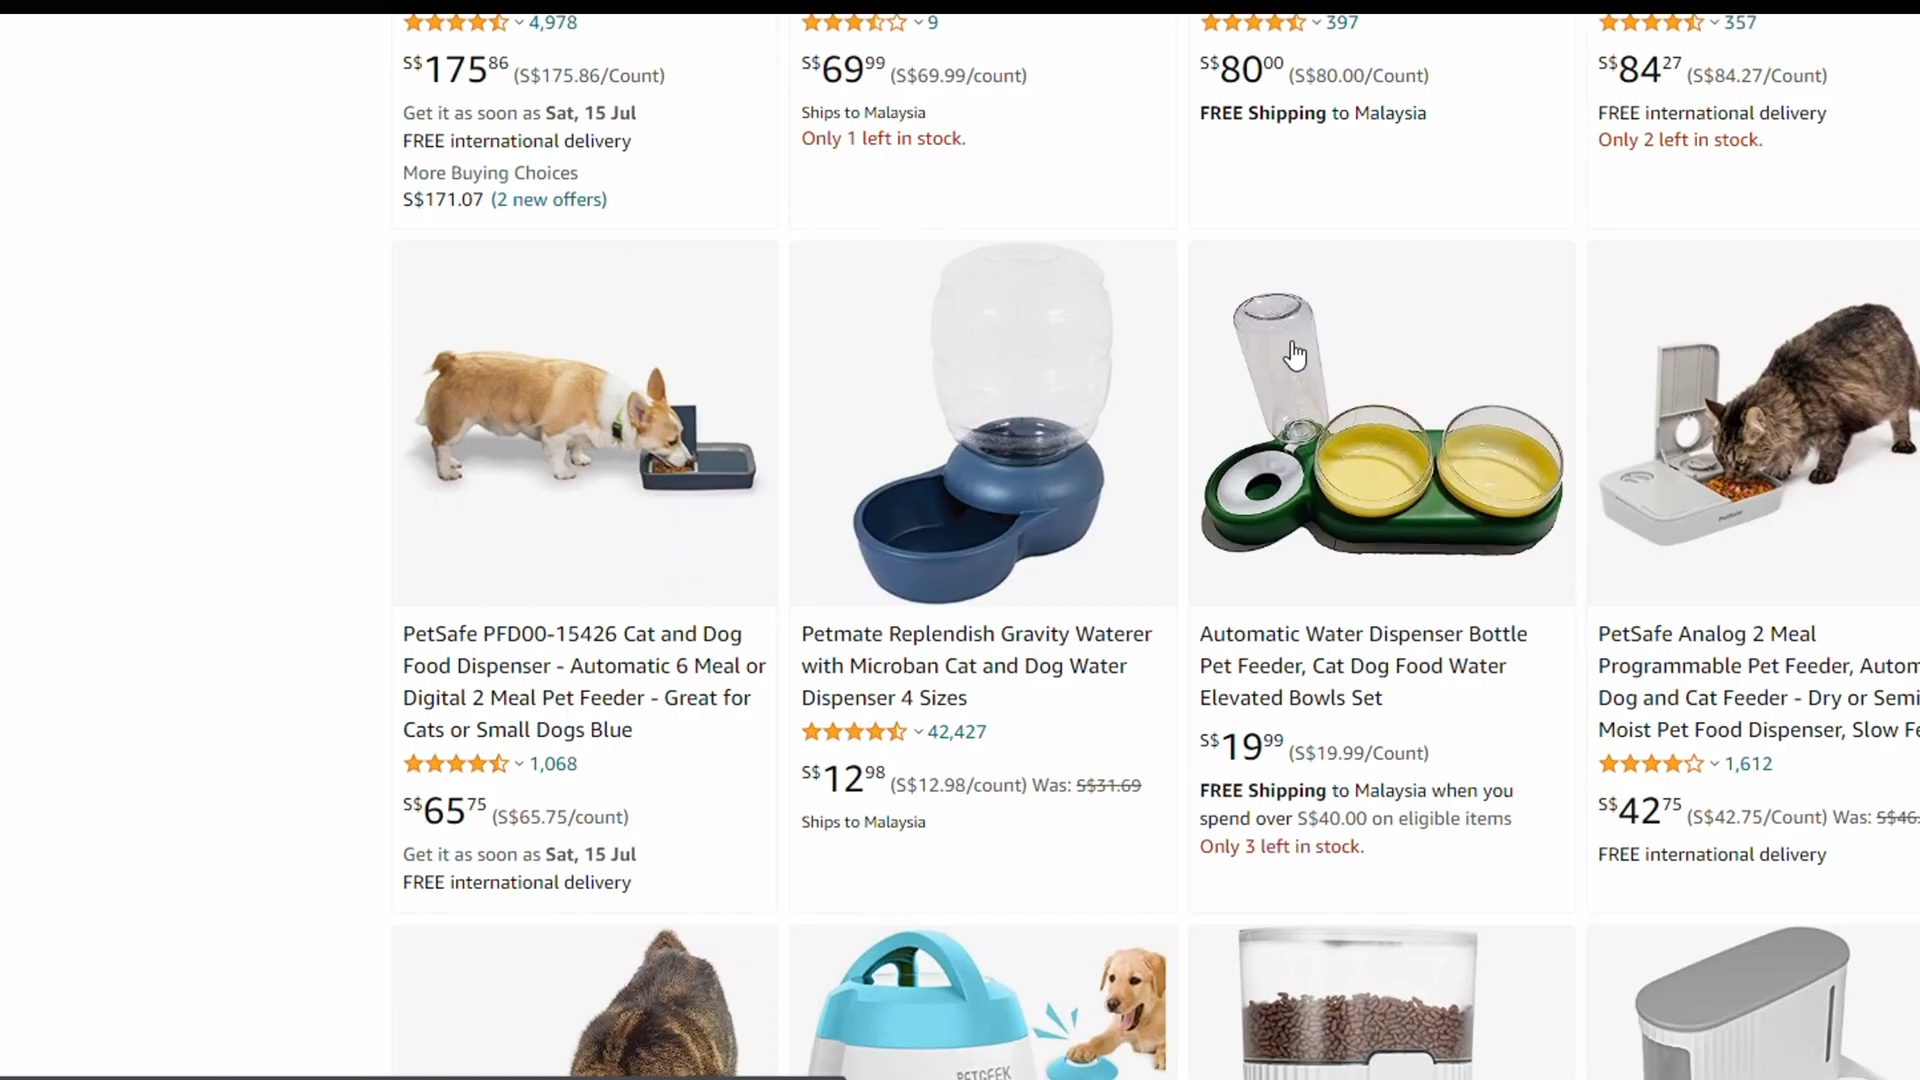 4,978
S$175 86 (S$175.86/Count)
Get it as soon as Sat, 15 Jul
FREE international delivery
More Buying Choices
S$171.07 (2 new offers)
9
S$69 99 (S$69.99/count)
Ships to Malaysia
Only 1 left in stock.
397
S$80 00 (S$80.00/Count)
FREE Shipping to Malaysia
357
S$84 27 (S$84.27/Count)
FREE international delivery
Only 2 left in stock.
PetSafe PFD00-15426 Cat and Dog
Food Dispenser - Automatic 6 Meal or
Digital 2 Meal Pet Feeder - Great for
Cats or Small Dogs Blue
1,068
S$65 75 (S$65.75/count)
Get it as soon as Sat, 15 Jul
FREE international delivery
Petmate Replendish Gravity Waterer
with Microban Cat and Dog Water
Dispenser 4 Sizes
42,427
S$12 98 (S$12.98/count) Was: S$31.69
Ships to Malaysia
Automatic Water Dispenser Bottle
Pet Feeder, Cat Dog Food Water
Elevated Bowls Set
S$19 99 (S$19.99/Count)
FREE Shipping to Malaysia when you
spend over S$40.00 on eligible items
Only 3 left in stock.
PetSafe
PetSafe Analog 2 Meal
Programmable Pet Feeder, Autom
Dog and Cat Feeder - Dry or Semi
Moist Pet Food Dispenser, Slow Fe
1,612
S$42 75 (S$42.75/Count) Was: S$46.
FREE international delivery
PETGEEK